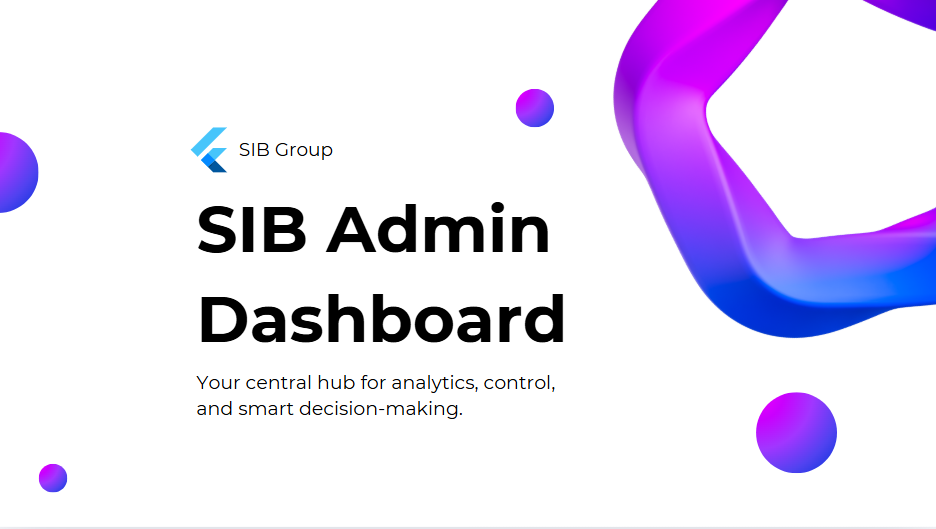 SIB Group
SIB Admin
Dashboard
Your central hub for analytics, control,
and smart decision-making.